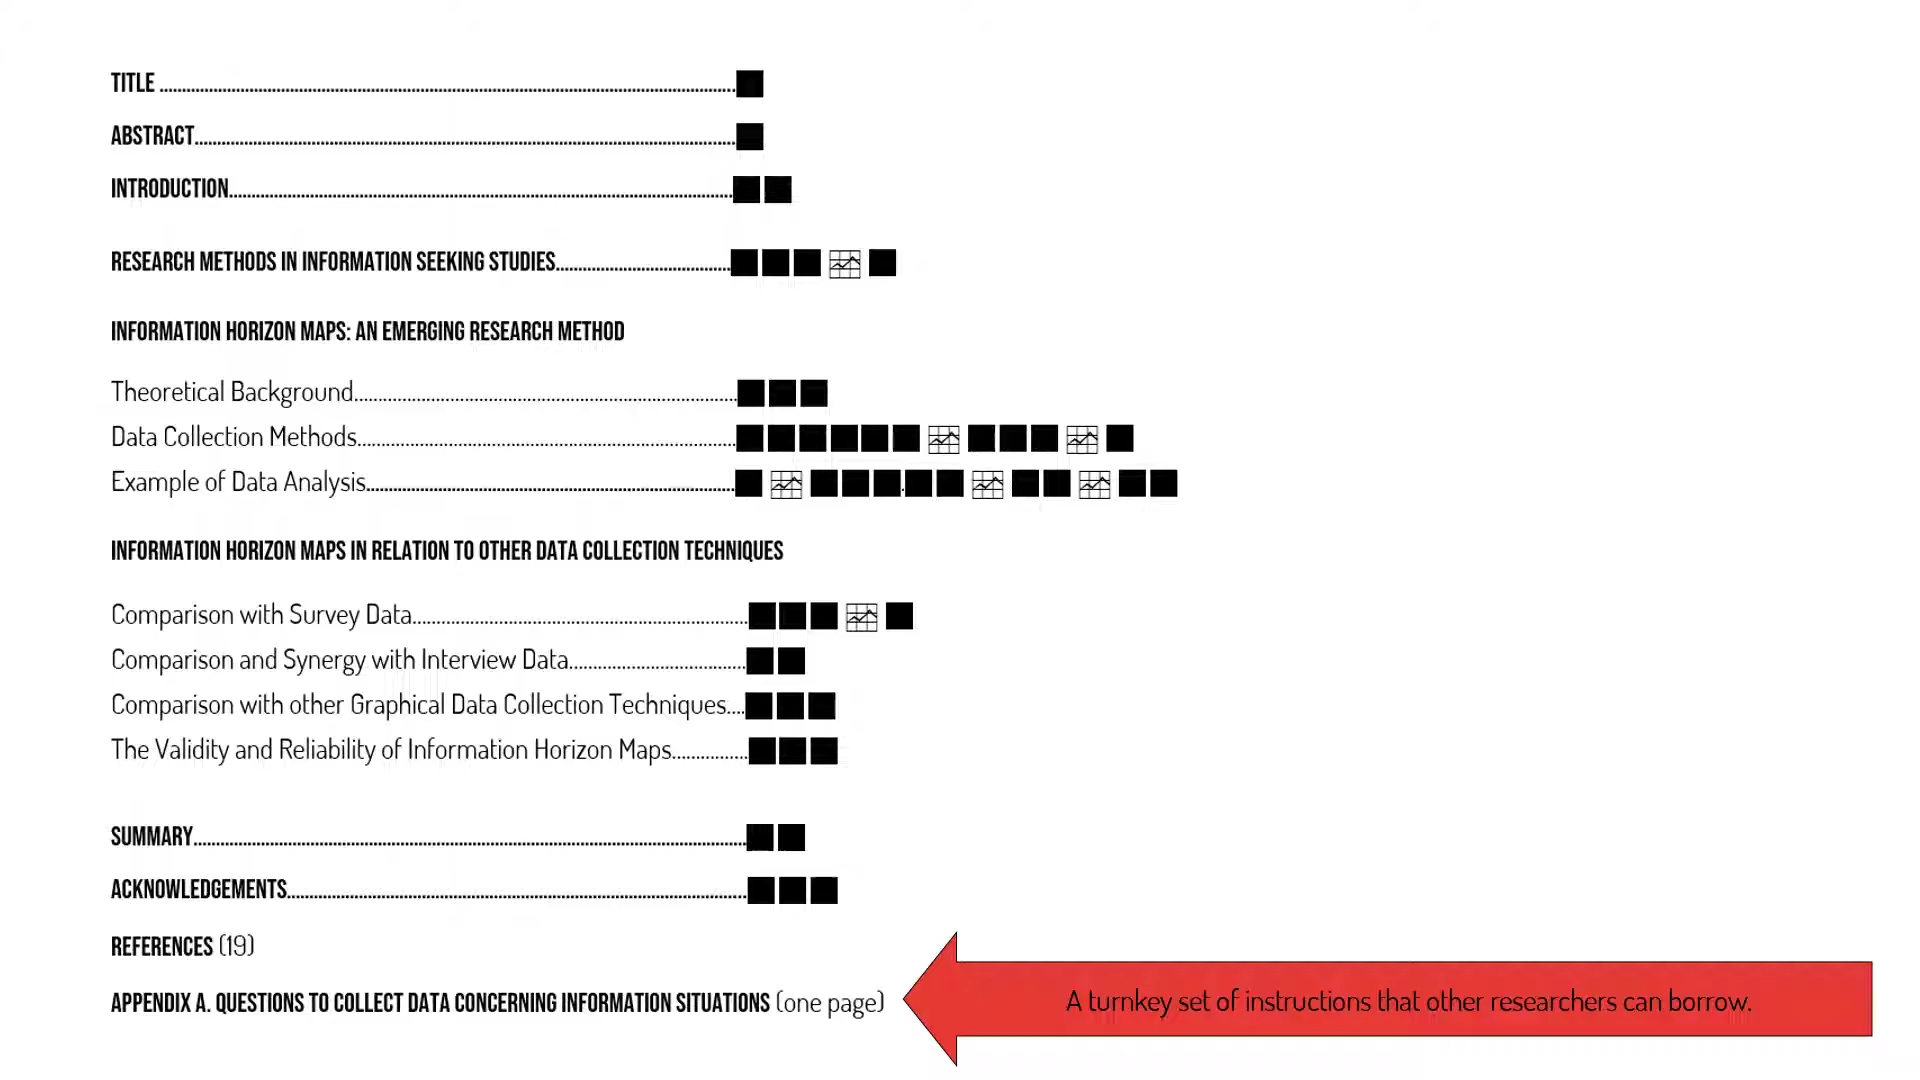 TITLE ........................................
ABSTRACT........................................
INTRODUCTION........................................
RESEARCH METHODS IN INFORMATION SEEKING STUDIES........................................
INFORMATION HORIZON MAPS: AN EMERGING RESEARCH METHOD
Theoretical Background........................................
Data Collection Methods........................................
Example of Data Analysis........................................
INFORMATION HORIZON MAPS IN RELATION TO OTHER DATA COLLECTION TECHNIQUES
Comparison with Survey Data........................................
Comparison and Synergy with Interview Data........................................
Comparison with other Graphical Data Collection Techniques....
The Validity and Reliability of Information Horizon Maps.................
SUMMARY........................................
ACKNOWLEDGEMENTS........................................
REFERENCES (19)
APPENDIX A. QUESTIONS TO COLLECT DATA CONCERNING INFORMATION SITUATIONS (one page)
A turnkey set of instructions that other researchers can borrow.